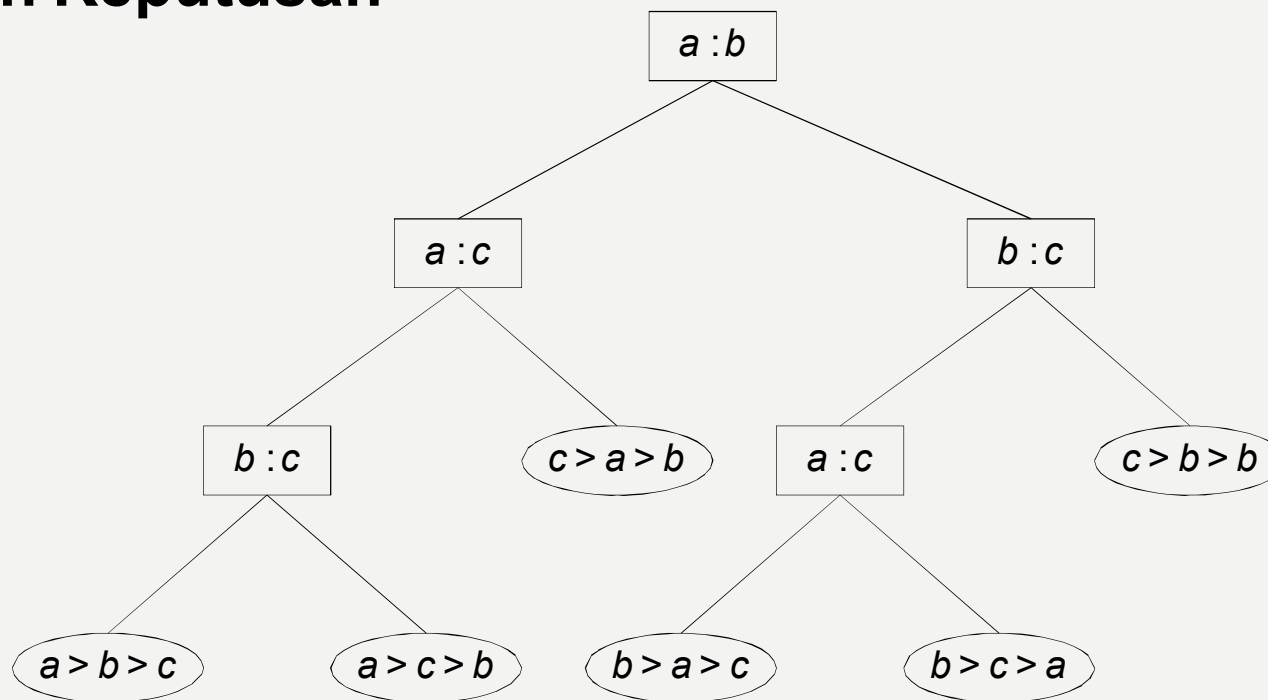 Keputusan
a : b
a : c
b : c
b : c
c > a > b
a : c
c > b > b
a > b > c
a > c > b
b > a > c
b > c > a